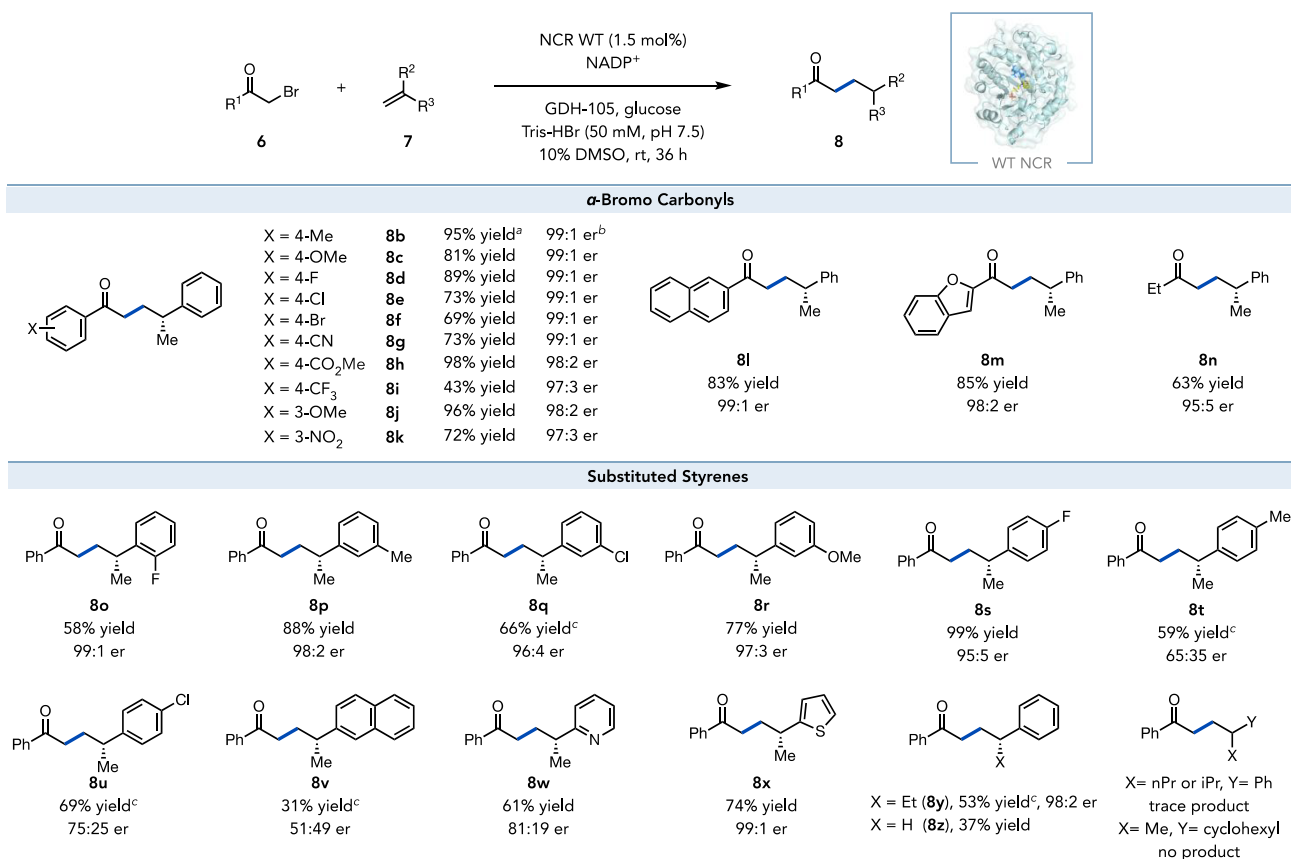 NCR WT (1.5 mol%)
NADP⁺
GDH-105, glucose
Tris-HBr (50 mM, pH 7.5)
10% DMSO, rt, 36 h
O
R¹
Br
6
+
R²
R³
7
O
R¹
R²
R³
8
WT NCR
α-Bromo Carbonyls
O
X
Me
X = 4-Me 8b 95% yieldᵃ 99:1 erᵇ
X = 4-OMe 8c 81% yield 99:1 er
X = 4-F 8d 89% yield 99:1 er
X = 4-Cl 8e 73% yield 99:1 er
X = 4-Br 8f 69% yield 99:1 er
X = 4-CN 8g 73% yield 99:1 er
X = 4-CO₂Me 8h 98% yield 98:2 er
X = 4-CF₃ 8i 43% yield 97:3 er
X = 3-OMe 8j 96% yield 98:2 er
X = 3-NO₂ 8k 72% yield 97:3 er
O
Ph
Me
8l
83% yield
99:1 er
O
O
Ph
Me
8m
85% yield
98:2 er
O
Et
Ph
Me
8n
63% yield
95:5 er
Substituted Styrenes
O
Ph
Me
F
8o
58% yield
99:1 er
O
Ph
Me
Me
8p
88% yield
98:2 er
O
Ph
Cl
Me
8q
66% yieldᶜ
96:4 er
O
Ph
OMe
Me
8r
77% yield
97:3 er
F
O
Ph
Me
8s
99% yield
95:5 er
Me
O
Ph
Me
8t
59% yieldᶜ
65:35 er
Cl
O
Ph
Me
8u
69% yieldᶜ
75:25 er
O
Ph
Me
8v
31% yieldᶜ
51:49 er
O
Ph
N
Me
8w
61% yield
81:19 er
O
Ph
S
Me
8x
74% yield
99:1 er
O
Ph
X
X = Et (8y), 53% yieldᶜ, 98:2 er
X = H (8z), 37% yield
O
Ph
Y
X
X= nPr or iPr, Y= Ph
trace product
X= Me, Y= cyclohexyl
no product